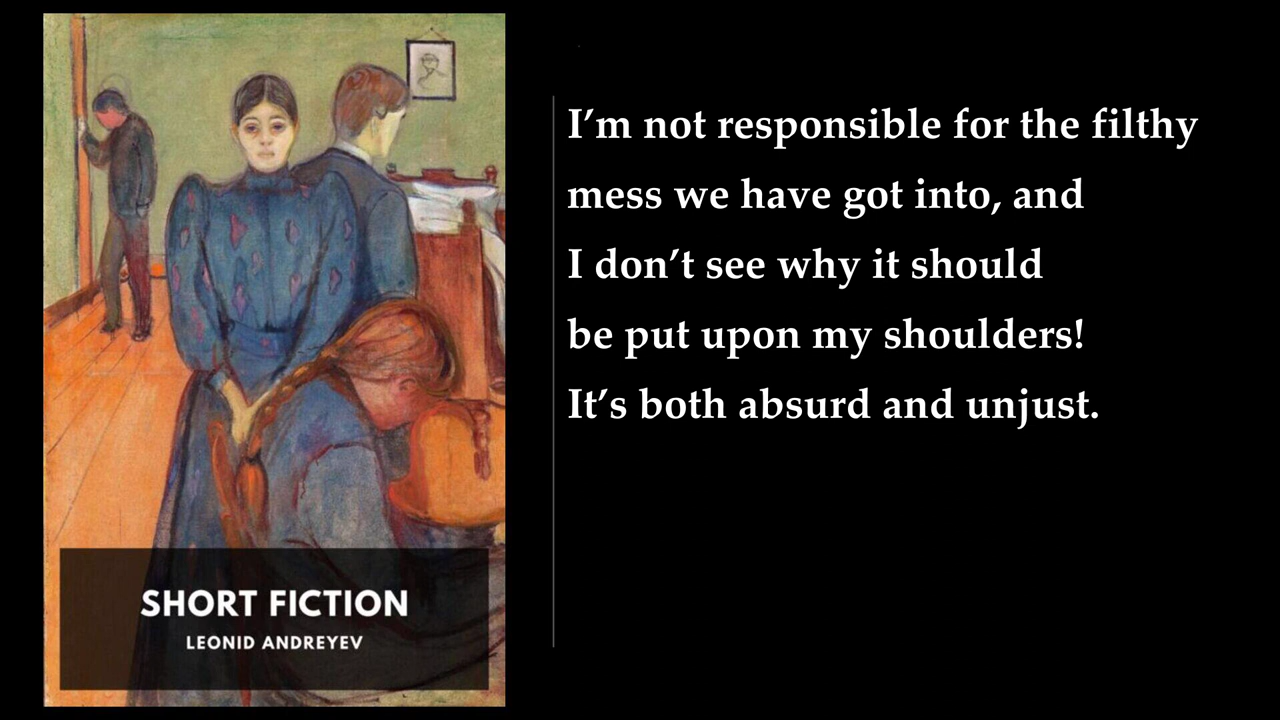 SHORT FICTION
LEONID ANDREYEV
I’m not responsible for the filthy
mess we have got into, and
I don’t see why it should
be put upon my shoulders!
It’s both absurd and unjust.